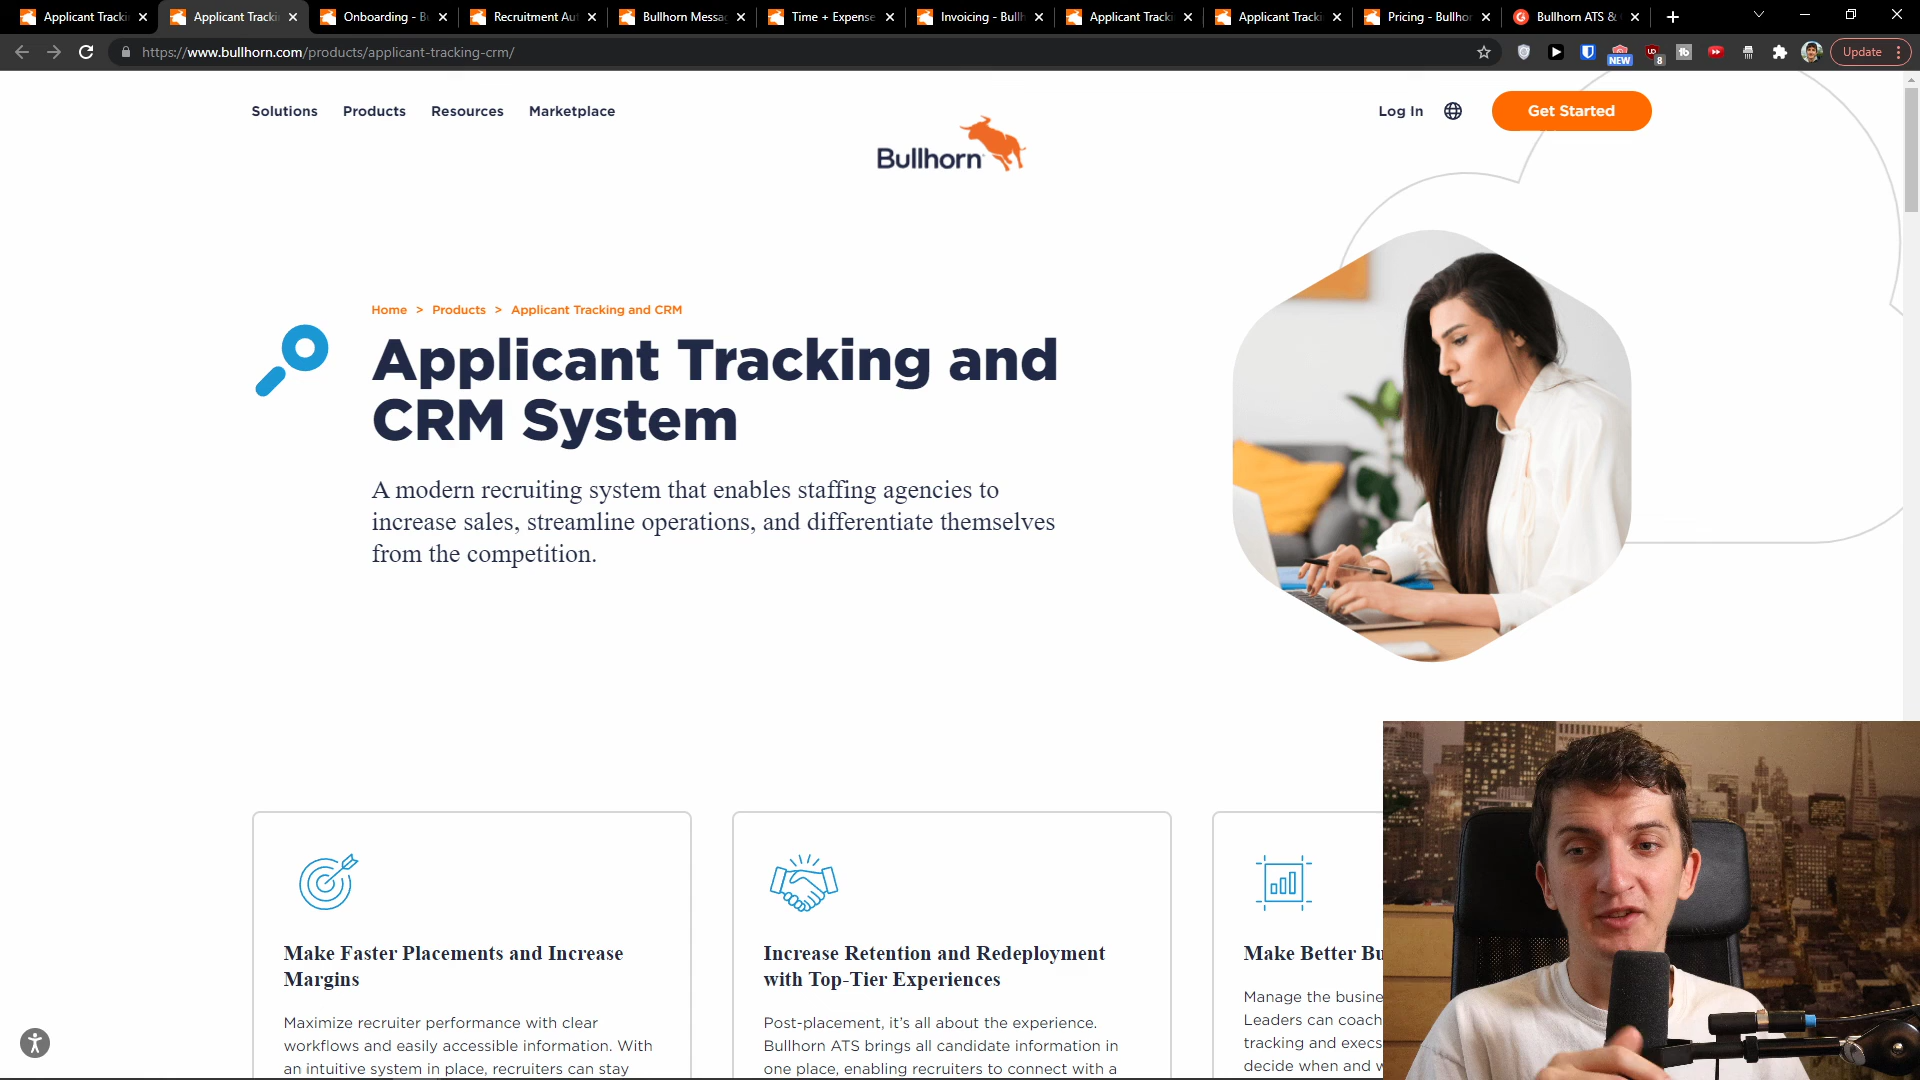 Applicant Tracki
Applicant Tracki
Onboarding - B
Recruitment Au
Bullhorn Messa
Time + Expense
Invoicing - Bullh
Applicant Tracki
Applicant Tracki
Pricing - Bullho
Bullhorn ATS &
https://www.bullhorn.com/products/applicant-tracking-crm/
NEW
8
Update
Solutions
Products
Resources
Marketplace
Bullhorn
Log In
Get Started
Home > Products > Applicant Tracking and CRM
Applicant Tracking and
CRM System
A modern recruiting system that enables staffing agencies to
increase sales, streamline operations, and differentiate themselves
from the competition.
Make Faster Placements and Increase
Margins
Maximize recruiter performance with clear
workflows and easily accessible information. With
an intuitive system in place, recruiters can stay
Increase Retention and Redeployment
with Top-Tier Experiences
Post-placement, it's all about the experience.
Bullhorn ATS brings all candidate information in
one place, enabling recruiters to connect with a
Make Better Bu
Manage the busine
Leaders can coach
tracking and execs
decide when and w